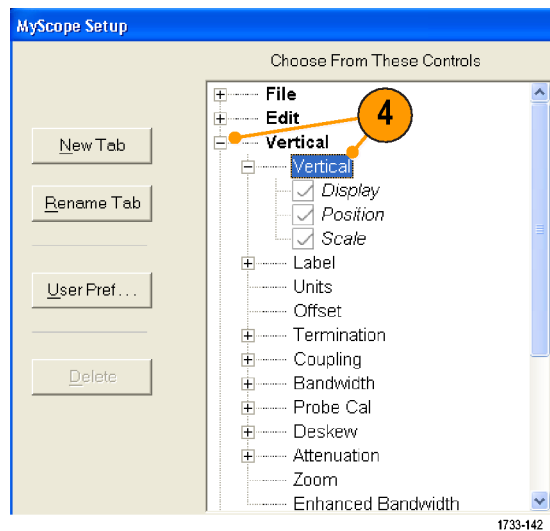 MyScope Setup
Choose From These Controls
File
Edit
4
Vertical
New Tab
Vertical
Display
Rename Tab
Position
Scale
Label
User Pref...
Units
Offset
Termination
Coupling
Delete
Bandwidth
Probe Cal
Deskew
Attenuation
Zoom
Enhanced Bandwidth
1733-142